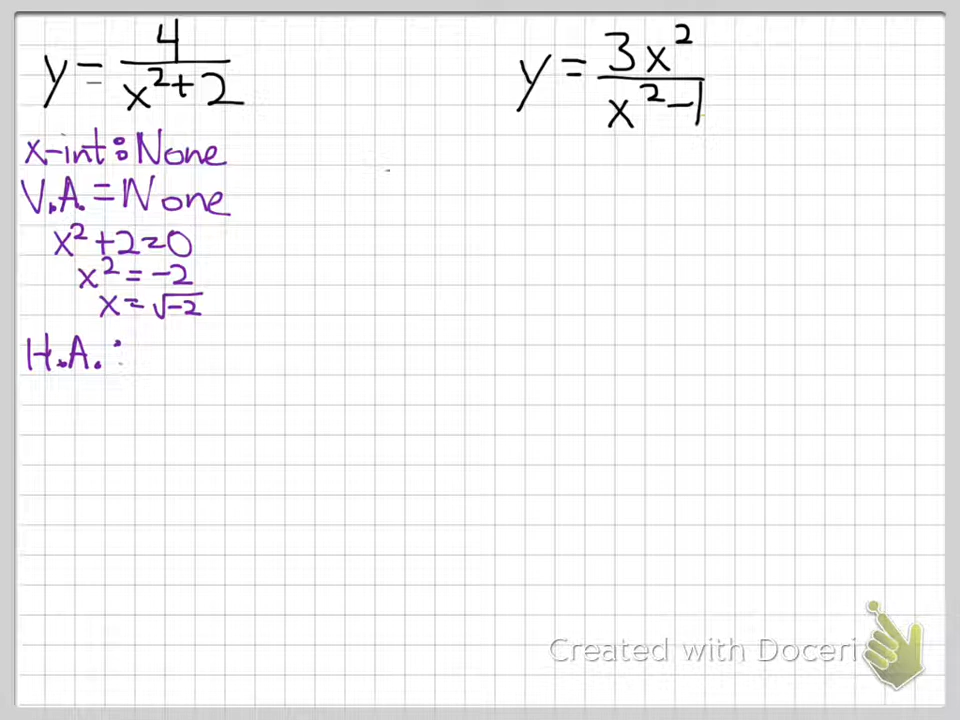 y = 4/(x²+2)
x-int: None
V.A. = None
x²+2=0
x² = -2
x = √-2
H.A. :
y = 3x²/(x²-1)
Created with Doceri